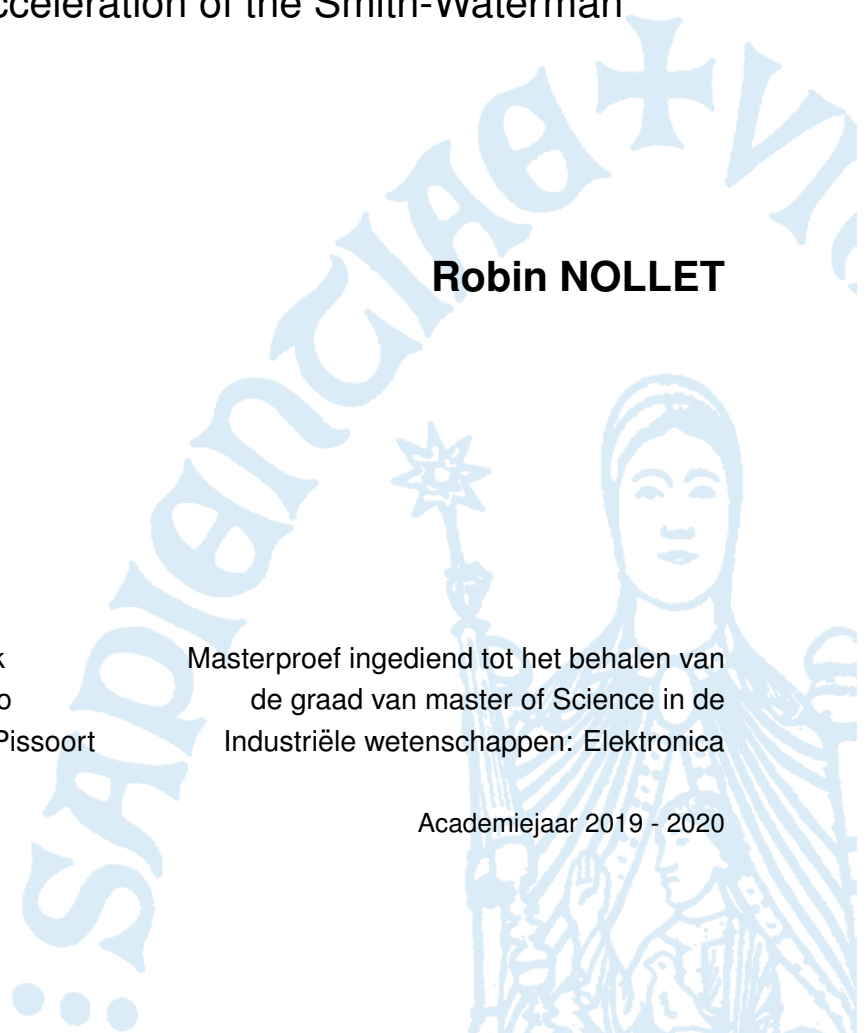 cceleration of the Smith-Waterman
Robin NOLLET
k
o
Pissoort
Masterproef ingediend tot het behalen van
de graad van master of Science in de
Industriële wetenschappen: Elektronica
Academiejaar 2019 - 2020
SAPIENTIAE